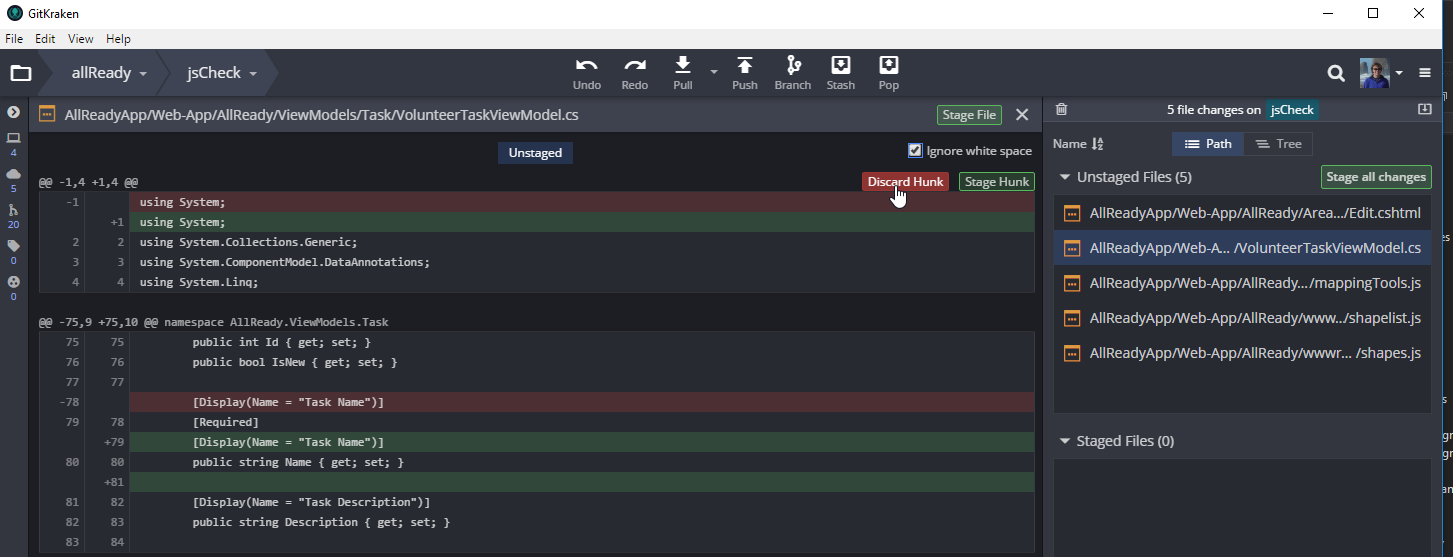 GitKraken
File Edit View Help
allReady jsCheck Undo Redo Pull Push Branch Stash Pop
AllReadyApp/Web-App/AllReady/ViewModels/Task/VolunteerTaskViewModel.cs Stage File
Unstaged Ignore white space
@@ -1,4 +1,4 @@ Discard Hunk Stage Hunk
-1 using System;
+1 using System;
2 2 using System.Collections.Generic;
3 3 using System.ComponentModel.DataAnnotations;
4 4 using System.Linq;
@@ -75,9 +75,10 @@ namespace AllReady.ViewModels.Task
75 75 public int Id { get; set; }
76 76 public bool IsNew { get; set; }
77 77
-78 [Display(Name = "Task Name")]
79 78 [Required]
+79 [Display(Name = "Task Name")]
80 80 public string Name { get; set; }
+81
81 82 [Display(Name = "Task Description")]
82 83 public string Description { get; set; }
83 84
4
5
20
0
0
5 file changes on jsCheck
Name Path Tree
Unstaged Files (5) Stage all changes
AllReadyApp/Web-App/AllReady/Area.../Edit.cshtml
AllReadyApp/Web-A... /VolunteerTaskViewModel.cs
AllReadyApp/Web-App/AllReady.../mappingTools.js
AllReadyApp/Web-App/AllReady/www.../shapelist.js
AllReadyApp/Web-App/AllReady/wwwr... /shapes.js
Staged Files (0)